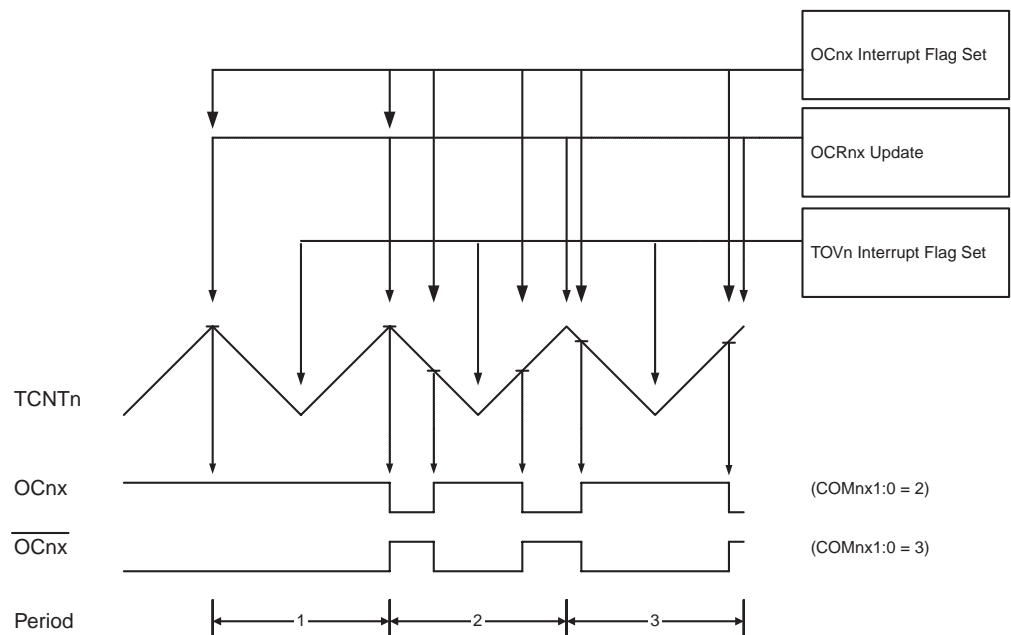 OCnx Interrupt Flag Set
OCRnx Update
TOVn Interrupt Flag Set
TCNTn
OCnx (COMnx1:0 = 2)
OCnx (COMnx1:0 = 3)
Period 1 2 3